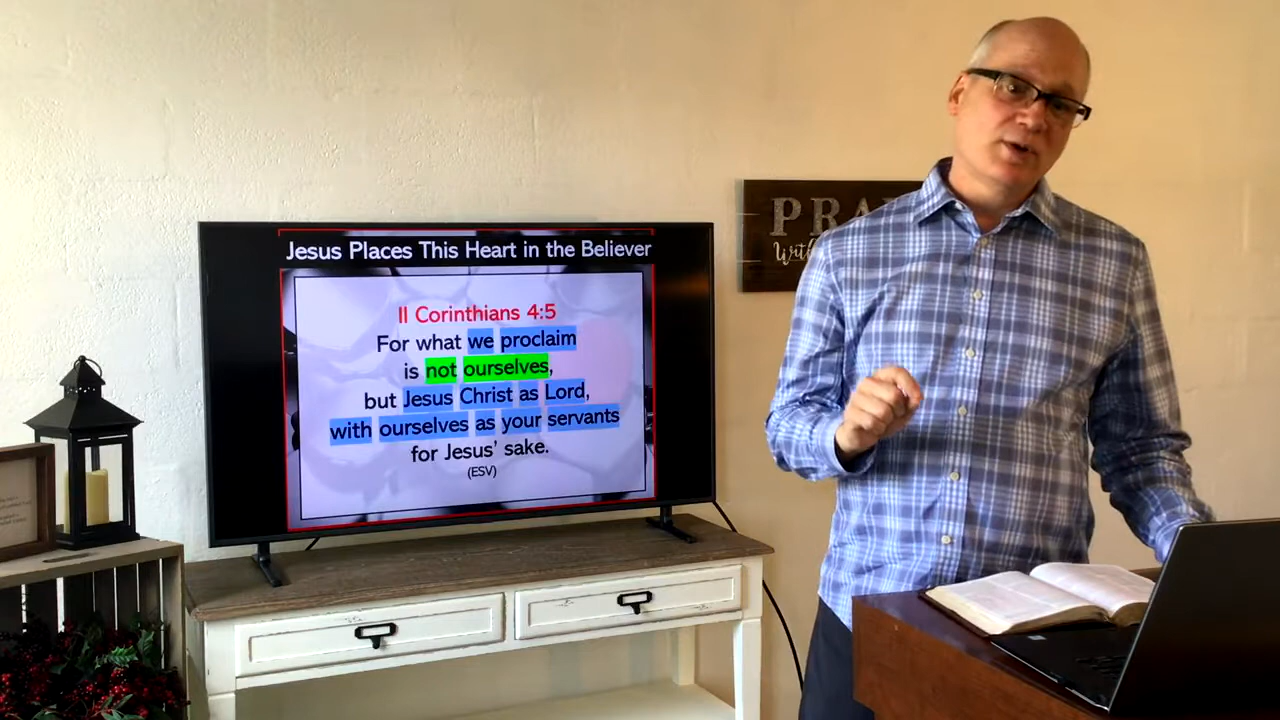 Jesus Places This Heart in the Believer
II Corinthians 4:5
For what we proclaim
is not ourselves,
but Jesus Christ as Lord,
with ourselves as your servants
for Jesus' sake.
(ESV)